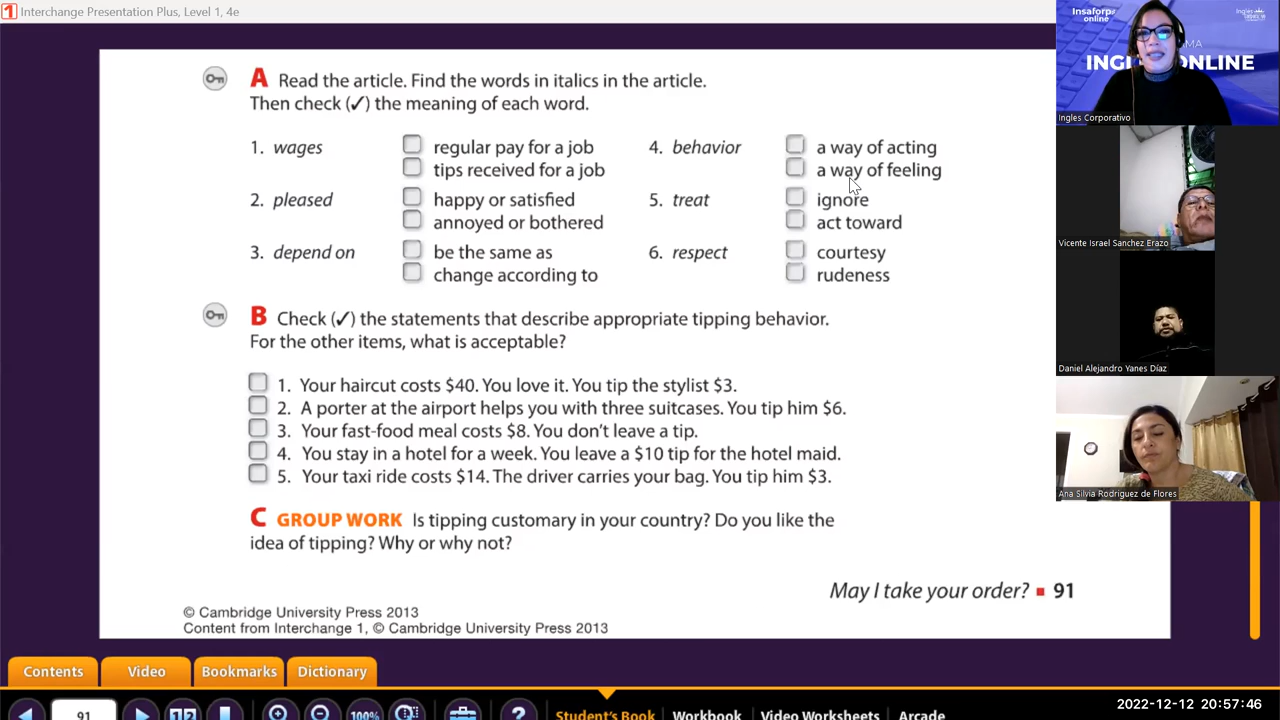 Interchange Presentation Plus, Level 1, 4e
A Read the article. Find the words in italics in the article.
Then check (✓) the meaning of each word.
1. wages
regular pay for a job
tips received for a job
2. pleased
happy or satisfied
annoyed or bothered
3. depend on
be the same as
change according to
4. behavior
a way of acting
a way of feeling
5. treat
ignore
act toward
6. respect
courtesy
rudeness
B Check (✓) the statements that describe appropriate tipping behavior.
For the other items, what is acceptable?
1. Your haircut costs $40. You love it. You tip the stylist $3.
2. A porter at the airport helps you with three suitcases. You tip him $6.
3. Your fast-food meal costs $8. You don't leave a tip.
4. You stay in a hotel for a week. You leave a $10 tip for the hotel maid.
5. Your taxi ride costs $14. The driver carries your bag. You tip him $3.
C GROUP WORK Is tipping customary in your country? Do you like the
idea of tipping? Why or why not?
May I take your order? ■ 91
© Cambridge University Press 2013
Content from Interchange 1, © Cambridge University Press 2013
Contents Video Bookmarks Dictionary
91
100%
?
Student's Book Workbook Video Worksheets Arcade
Insaforp
online
Ingles Corporativo
Vicente Israel Sanchez Erazo
Daniel Alejandro Yanes Díaz
Ana Silvia Rodriguez de Flores
2022-12-12 20:57:46